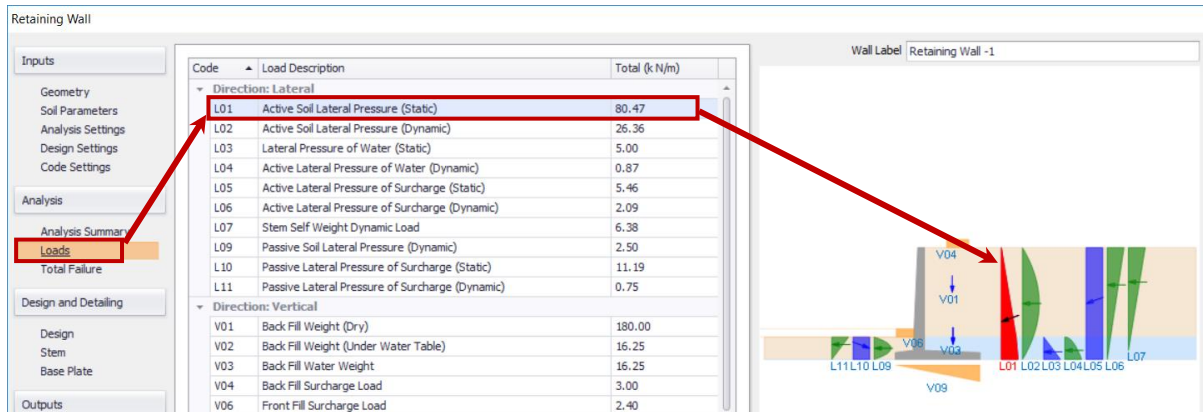 Retaining Wall
Inputs
Geometry
Soil Parameters
Analysis Settings
Design Settings
Code Settings
Analysis
Analysis Summary
Loads
Total Failure
Design and Detailing
Design
Stem
Base Plate
Outputs
Code Load Description Total (k N/m)
Direction: Lateral
L01 Active Soil Lateral Pressure (Static) 80.47
L02 Active Soil Lateral Pressure (Dynamic) 26.36
L03 Lateral Pressure of Water (Static) 5.00
L04 Active Lateral Pressure of Water (Dynamic) 0.87
L05 Active Lateral Pressure of Surcharge (Static) 5.46
L06 Active Lateral Pressure of Surcharge (Dynamic) 2.09
L07 Stem Self Weight Dynamic Load 6.38
L09 Passive Soil Lateral Pressure (Dynamic) 2.50
L10 Passive Lateral Pressure of Surcharge (Static) 11.19
L11 Passive Lateral Pressure of Surcharge (Dynamic) 0.75
Direction: Vertical
V01 Back Fill Weight (Dry) 180.00
V02 Back Fill Weight (Under Water Table) 16.25
V03 Back Fill Water Weight 16.25
V04 Back Fill Surcharge Load 3.00
V06 Front Fill Surcharge Load 2.40
Wall Label Retaining Wall -1
V04
V01
V06 V03
L07
L11 L10 L09 L01 L02 L03 L04 L05 L06
V09